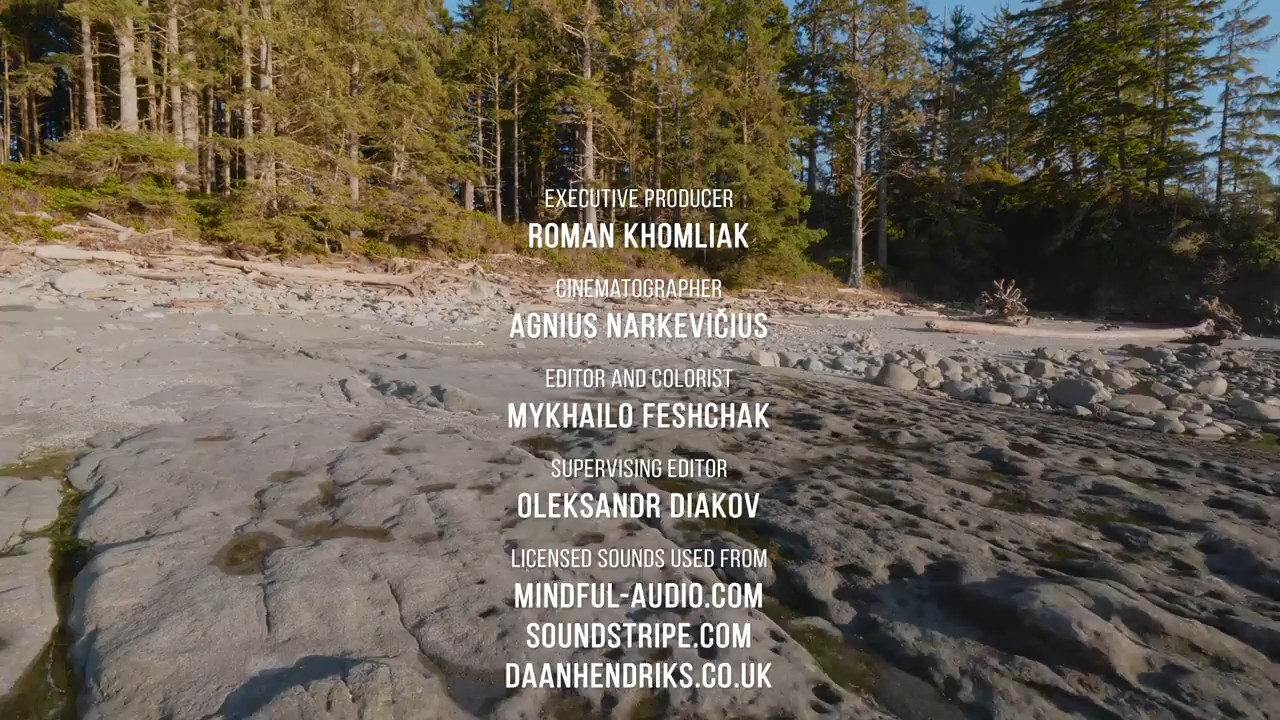 EXECUTIVE PRODUCER
ROMAN KHOMLIAK
CINEMATOGRAPHER
AGNIUS NARKEVIČIUS
EDITOR AND COLORIST
MYKHAILO FESHCHAK
SUPERVISING EDITOR
OLEKSANDR DIAKOV
LICENSED SOUNDS USED FROM
MINDFUL-AUDIO.COM
SOUNDSTRIPE.COM
DAANHENDRIKS.CO.UK